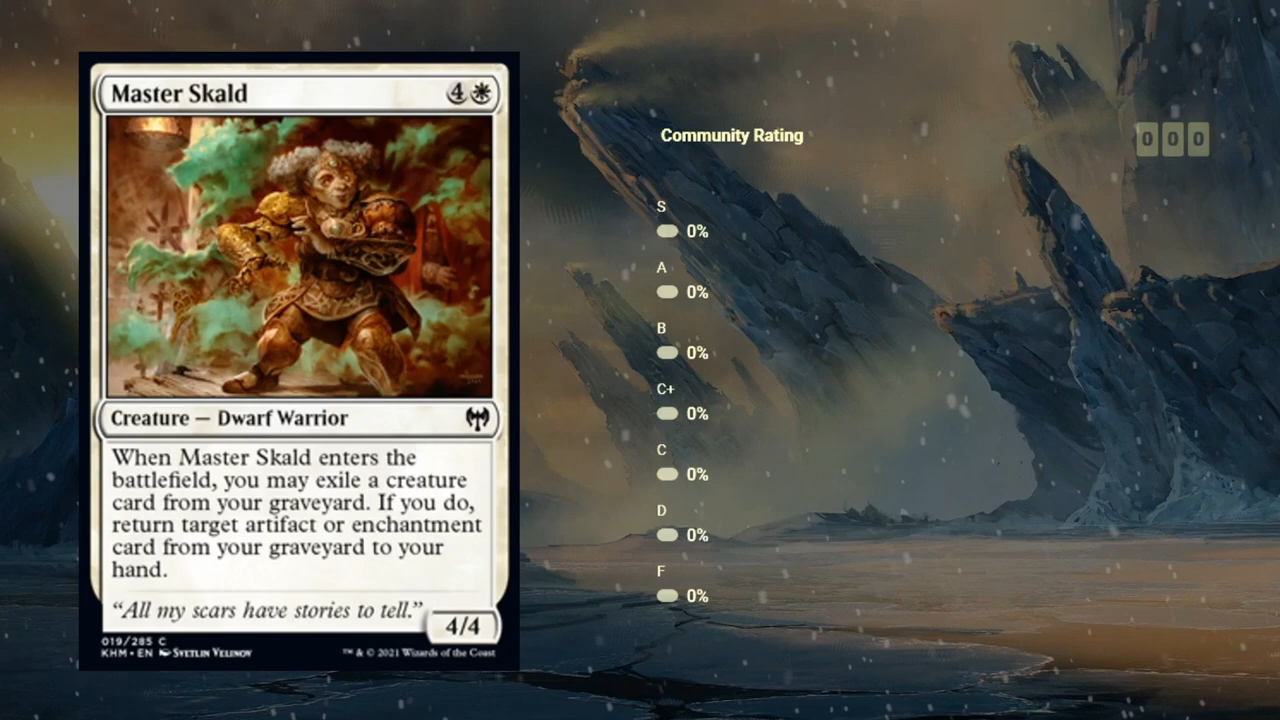 Master Skald 4
Creature — Dwarf Warrior
When Master Skald enters the
battlefield, you may exile a creature
card from your graveyard. If you do,
return target artifact or enchantment
card from your graveyard to your
hand.
“All my scars have stories to tell.”
4/4
019/285 C
KHM • EN Svetlin Velinov
™ & © 2021 Wizards of the Coast
Community Rating
000
S
0%
A
0%
B
0%
C+
0%
C
0%
D
0%
F
0%